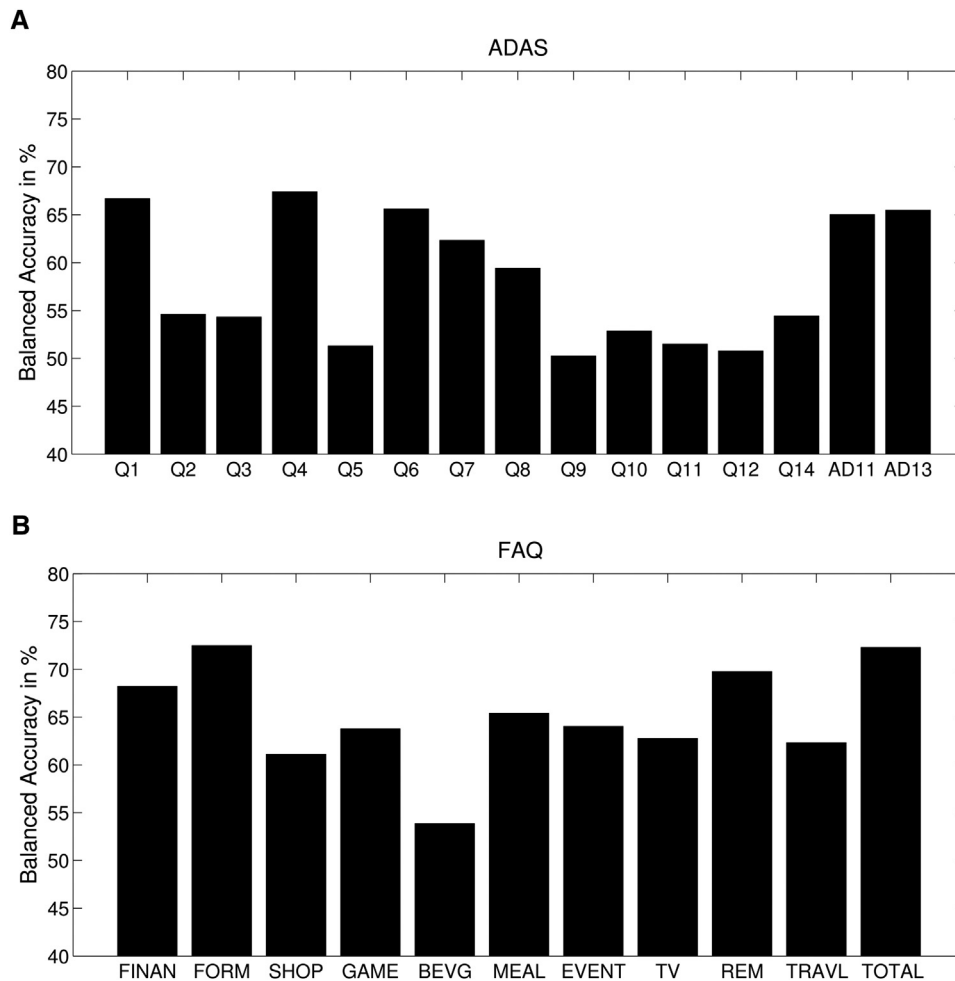 A
ADAS
Balanced Accuracy in %
80
75
70
65
60
55
50
45
40
Q1 Q2 Q3 Q4 Q5 Q6 Q7 Q8 Q9 Q10 Q11 Q12 Q14 AD11 AD13
B
FAQ
Balanced Accuracy in %
80
75
70
65
60
55
50
45
40
FINAN FORM SHOP GAME BEVG MEAL EVENT TV REM TRAVL TOTAL